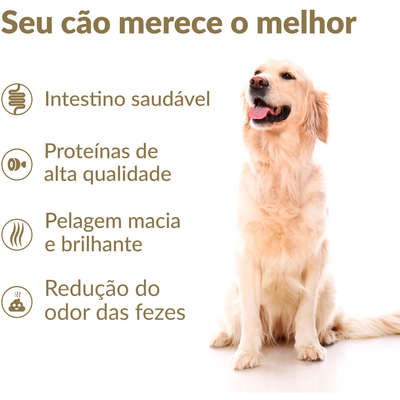 Seu cão merece o melhor
Intestino saudável
Proteínas de
alta qualidade
Pelagem macia
e brilhante
Redução do
odor das fezes